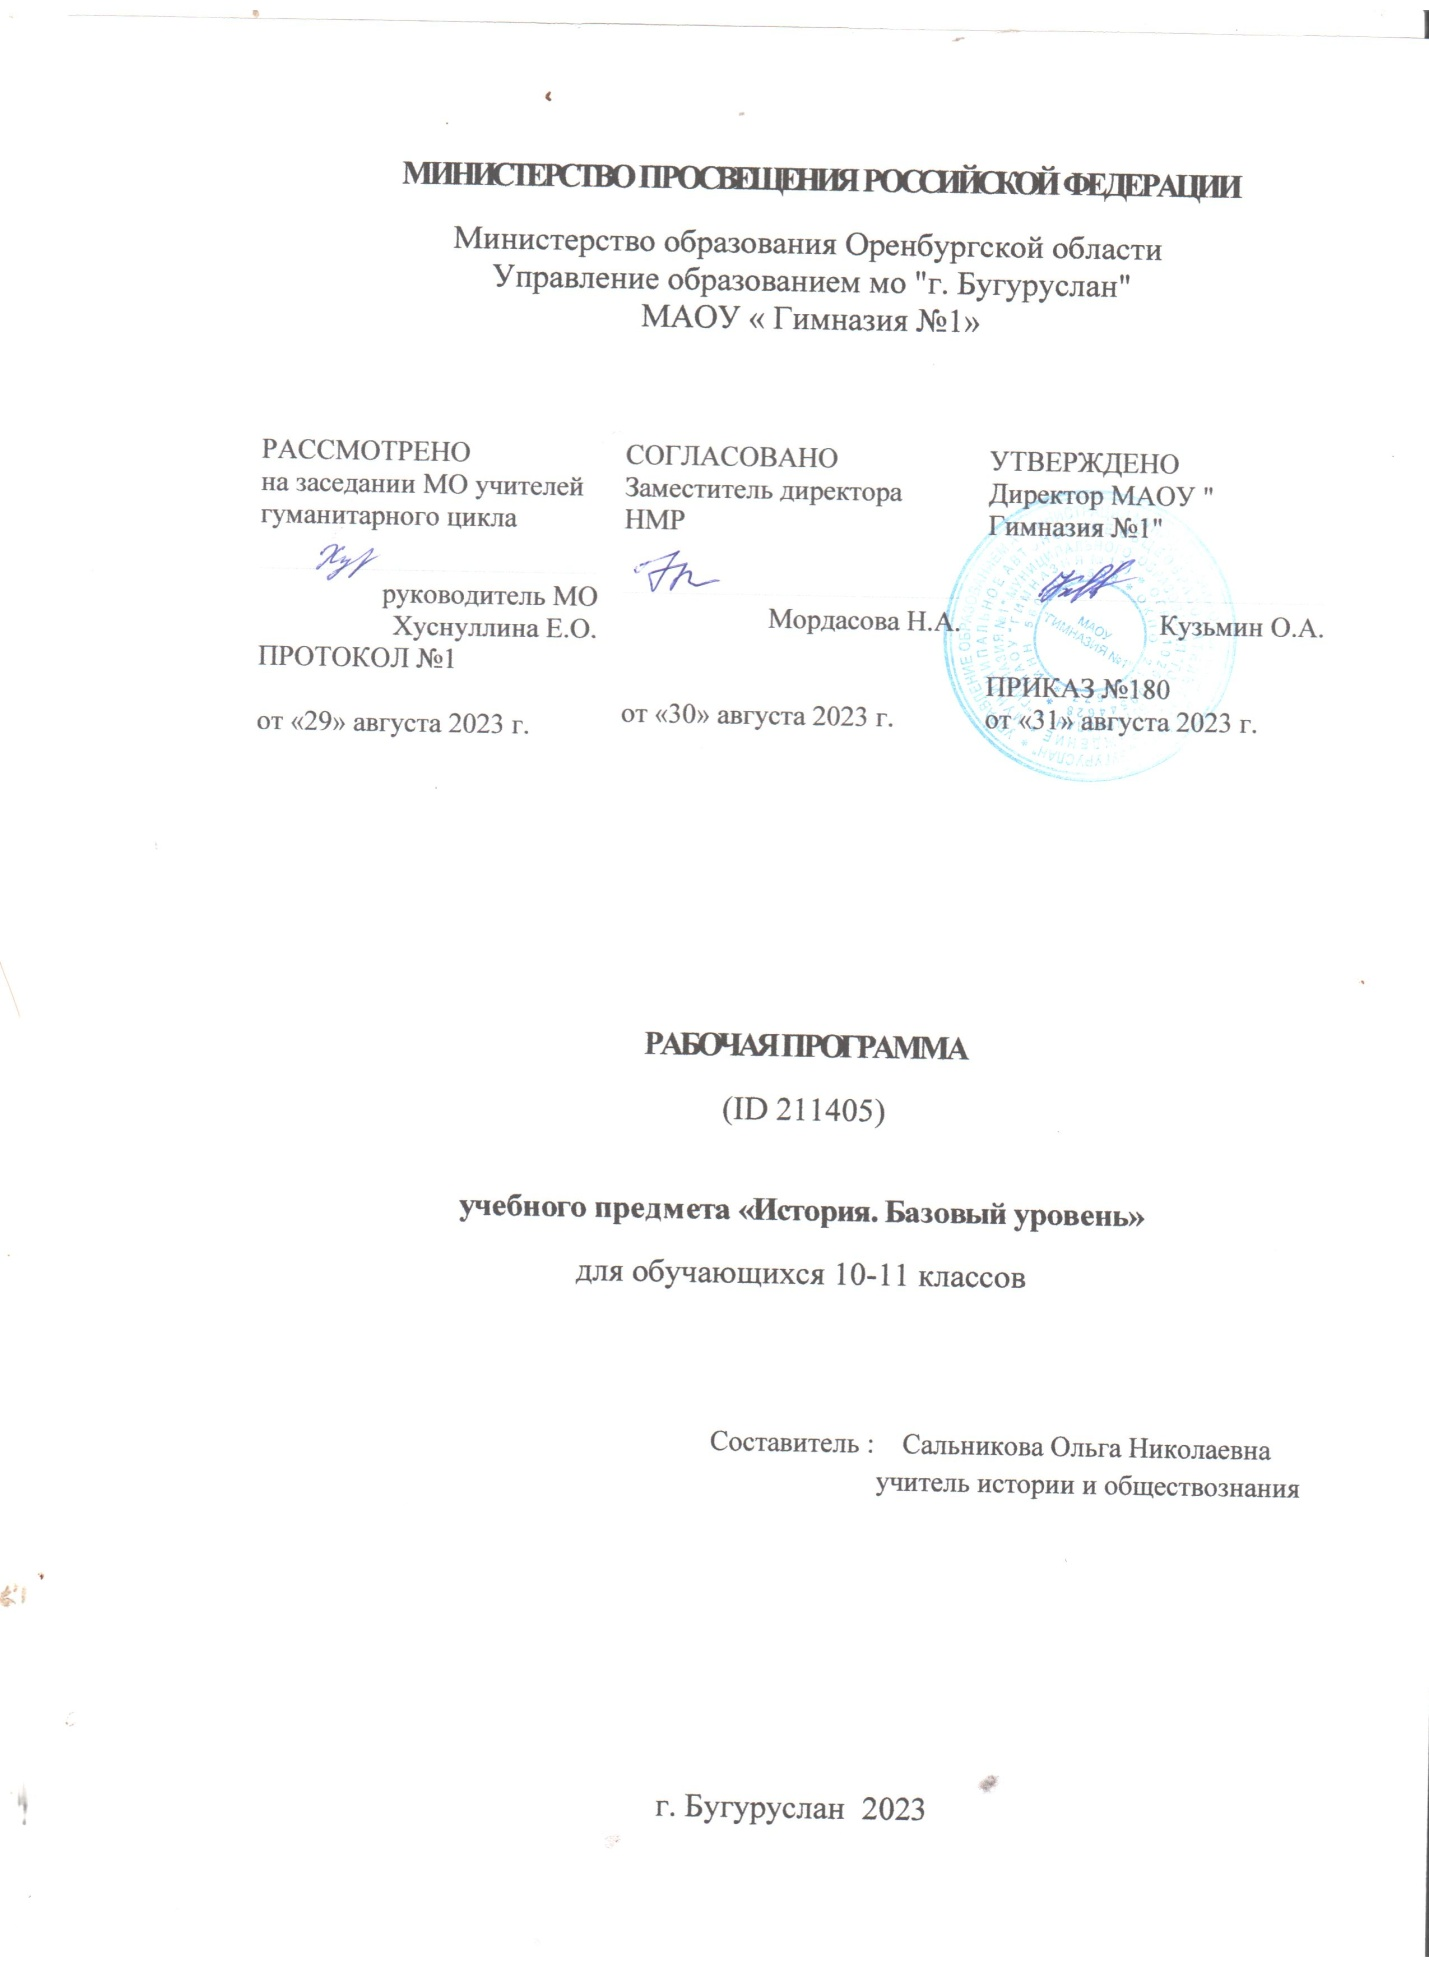 МИНИСТЕРСТВО ПРОСВЕЩЕНИЯ РОССИЙСКОЙ ФЕДЕРАЦИИ
Министерство образования Оренбургской области
Управление образованием мо "г. Бугуруслан"
МАОУ « Гимназия №1»
РАССМОТРЕНО
на заседании МО учителей
гуманитарного цикла
руководитель МО
Хуснуллина Е.О.
ПРОТОКОЛ №1
от «29» августа 2023 г.
СОГЛАСОВАНО
Заместитель директора
НМР
Мордасова Н.А.
от «30» августа 2023 г.
УТВЕРЖДЕНО
Директор МАОУ "
Гимназия №1"
МАОУ
"ГИМНАЗИЯ №1"
Кузьмин О.А.
ПРИКАЗ №180
от «31» августа 2023 г.
РАБОЧАЯ ПРОГРАММА
(ID 211405)
учебного предмета «История. Базовый уровень»
для обучающихся 10-11 классов
Составитель : Сальникова Ольга Николаевна
учитель истории и обществознания
г. Бугуруслан 2023